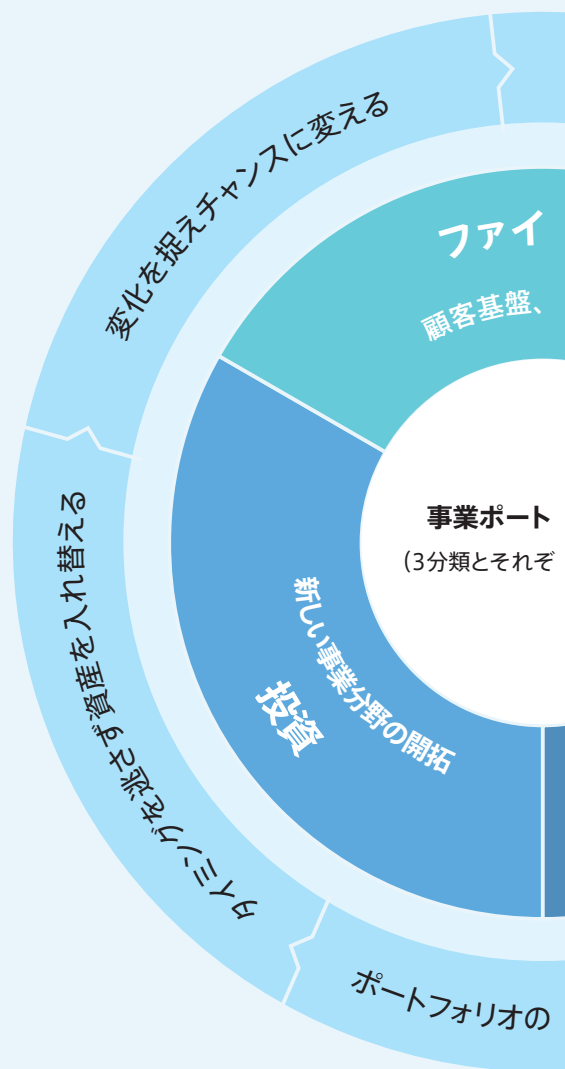 変化を捉えチャンスに変える
ファイ
顧客基盤、
事業ポート
(3分類とそれぞ
新しい事業分野の開拓
投資
タイミングを逃さず資産を入れ替える
ポートフォリオの